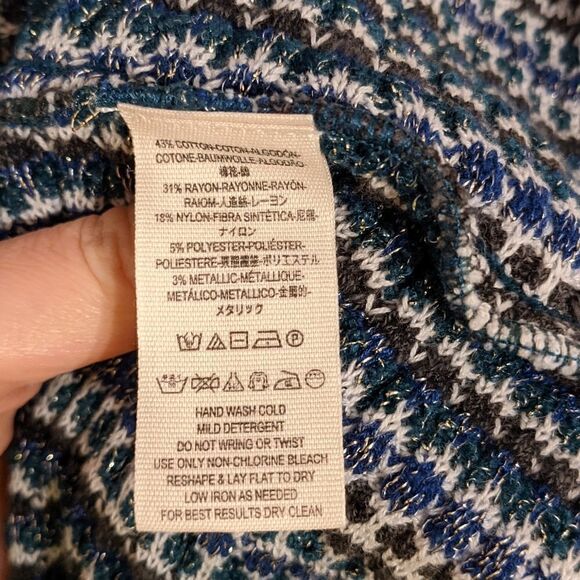 43% COTTON-COTON-ALGODÓN-
COTONE-BAUMWOLLE-ALGODÃO
棉花-綿
31% RAYON-RAYONNE-RAYÓN-
RAIOM-人造絲-レーヨン
18% NYLON-FIBRA SINTÉTICA-尼龍-
ナイロン
5% POLYESTER-POLIÉSTER-
POLIESTERE-聚酯纖維-ポリエステル
3% METALLIC-MÉTALLIQUE-
METÁLICO-METALLICO-金屬的-
メタリック
HAND WASH COLD
MILD DETERGENT
DO NOT WRING OR TWIST
USE ONLY NON-CHLORINE BLEACH
RESHAPE & LAY FLAT TO DRY
LOW IRON AS NEEDED
FOR BEST RESULTS DRY CLEAN